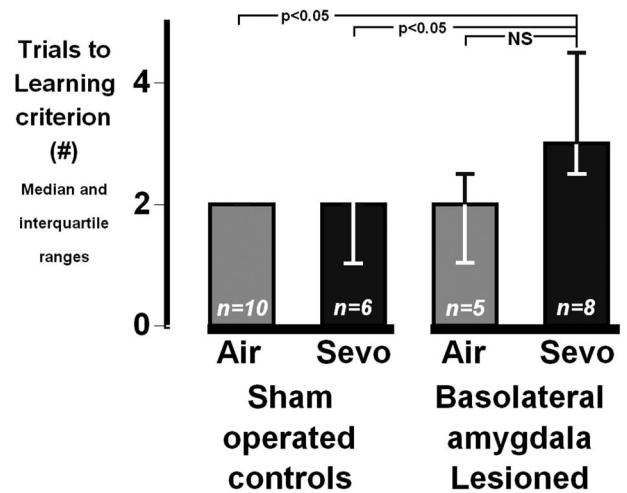 p<0.05
p<0.05
NS
Trials to
Learning
criterion
(#)
Median and
interquartile
ranges
4
2
0
n=10
n=6
n=5
n=8
Air
Sevo
Air
Sevo
Sham
operated
controls
Basolateral
amygdala
Lesioned